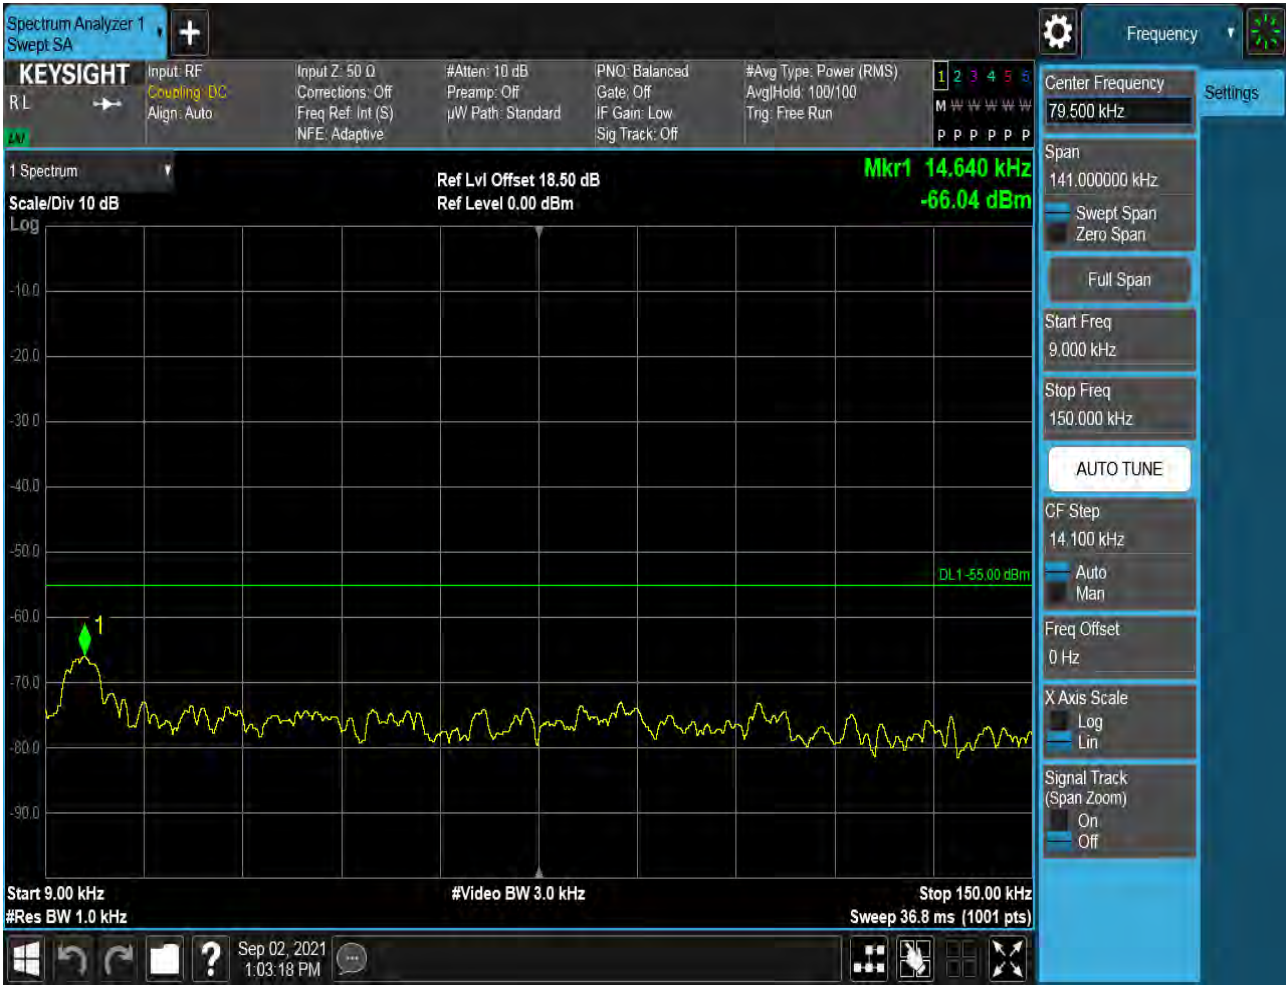 Spectrum Analyzer 1
Swept SA
Frequency
KEYSIGHT
R L
Input: RF
Coupling: DC
Align: Auto
Input Z: 50 Ω
Corrections: Off
Freq Ref: Int (S)
NFE: Adaptive
#Atten: 10 dB
Preamp: Off
µW Path: Standard
PNO: Balanced
Gate: Off
IF Gain: Low
Sig Track: Off
#Avg Type: Power (RMS)
Avg|Hold: 100/100
Trig: Free Run
1 2 3 4 5 6
M W W W W W
P P P P P P
LXI
1 Spectrum
Scale/Div 10 dB
Log
Ref Lvl Offset 18.50 dB
Ref Level 0.00 dBm
Mkr1 14.640 kHz
-66.04 dBm
-10.0
-20.0
-30.0
-40.0
-50.0
DL1 -55.00 dBm
-60.0
1
-70.0
-80.0
-90.0
Start 9.00 kHz
#Res BW 1.0 kHz
#Video BW 3.0 kHz
Stop 150.00 kHz
Sweep 36.8 ms (1001 pts)
?
Sep 02, 2021
1:03:18 PM
Center Frequency
79.500 kHz
Settings
Span
141.000000 kHz
Swept Span
Zero Span
Full Span
Start Freq
9.000 kHz
Stop Freq
150.000 kHz
AUTO TUNE
CF Step
14.100 kHz
Auto
Man
Freq Offset
0 Hz
X Axis Scale
Log
Lin
Signal Track
(Span Zoom)
On
Off